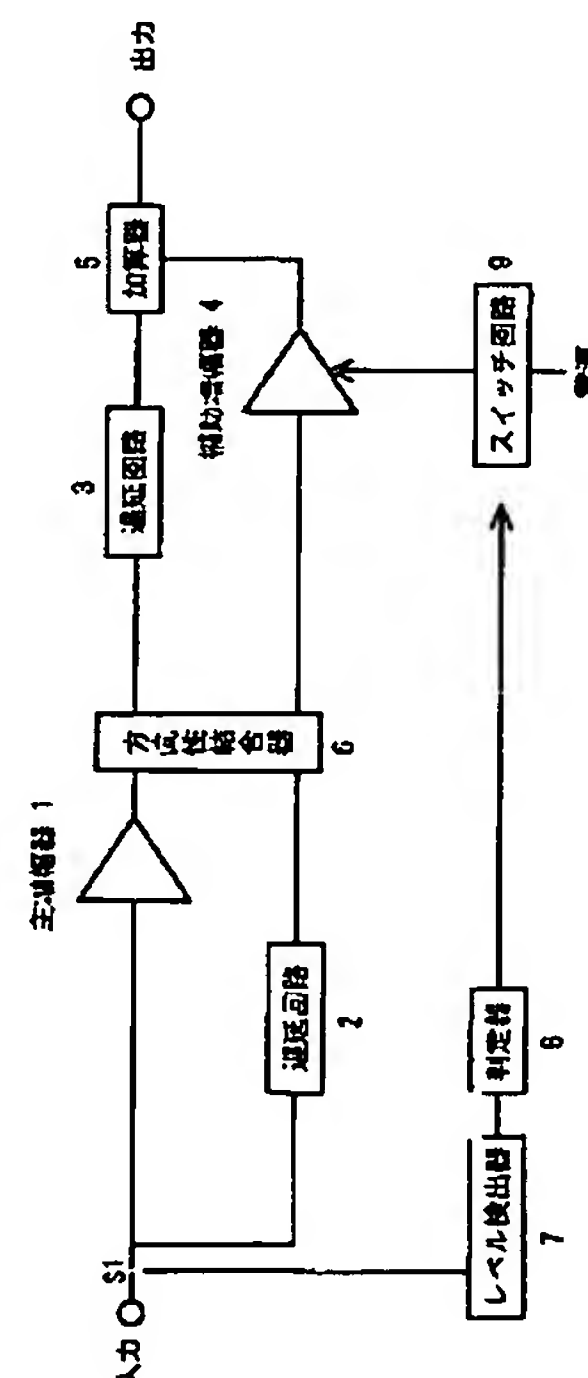 入力
S1
主増幅器 1
遅延回路
2
方向性結合器
6
遅延回路
3
補助増幅器 4
加算器
5
出力
レベル検出器
7
判定器
8
スイッチ回路
9